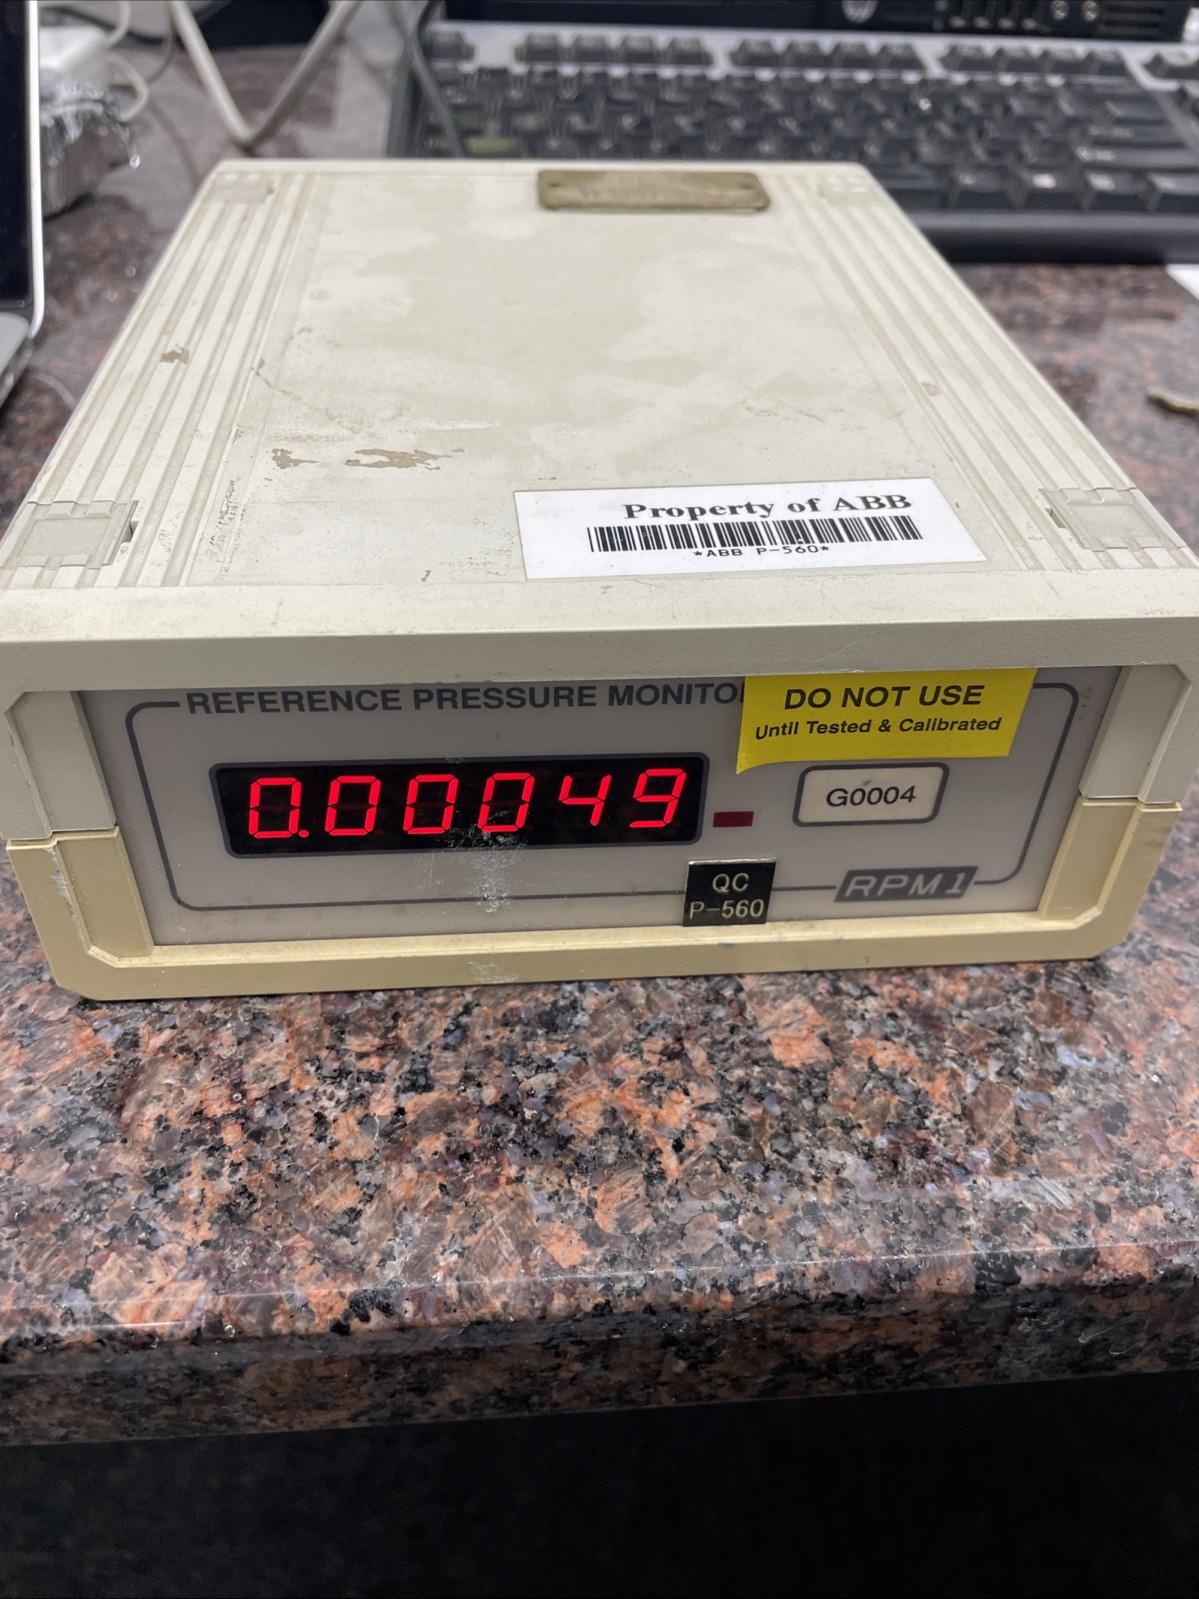 Property of ABB
*ABB P-560*
REFERENCE PRESSURE MONITO
DO NOT USE
Until Tested & Calibrated
0.00049
G0004
QC
P-560
RPM1
hp